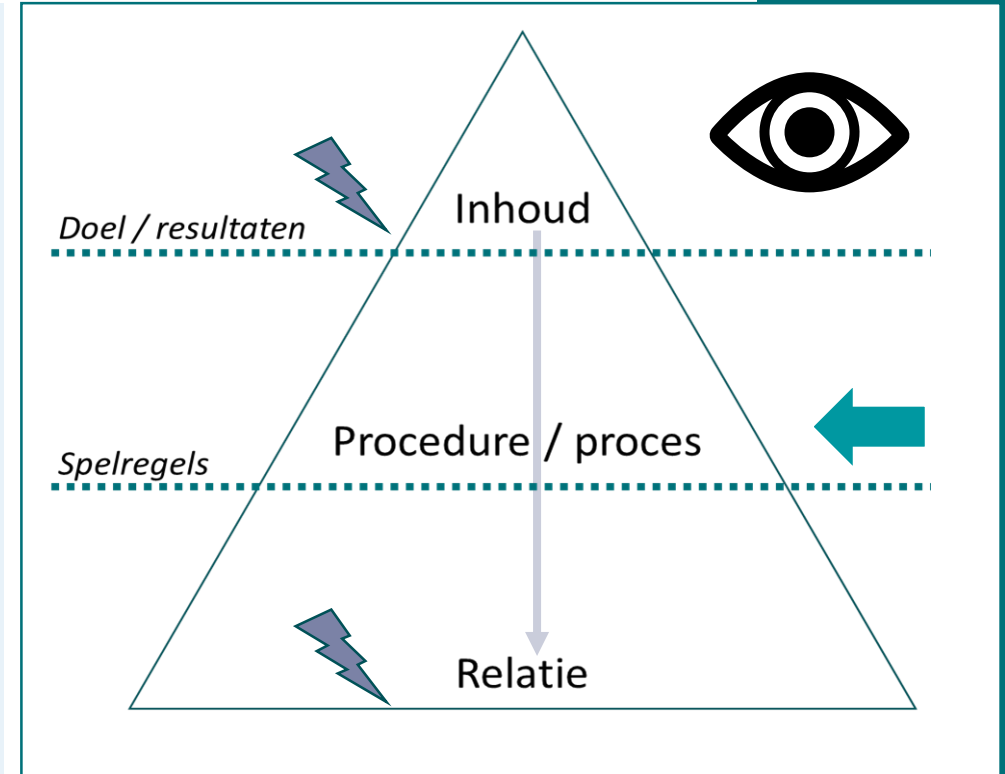 Inhoud
Doel / resultaten
Procedure / proces
Spelregels
Relatie